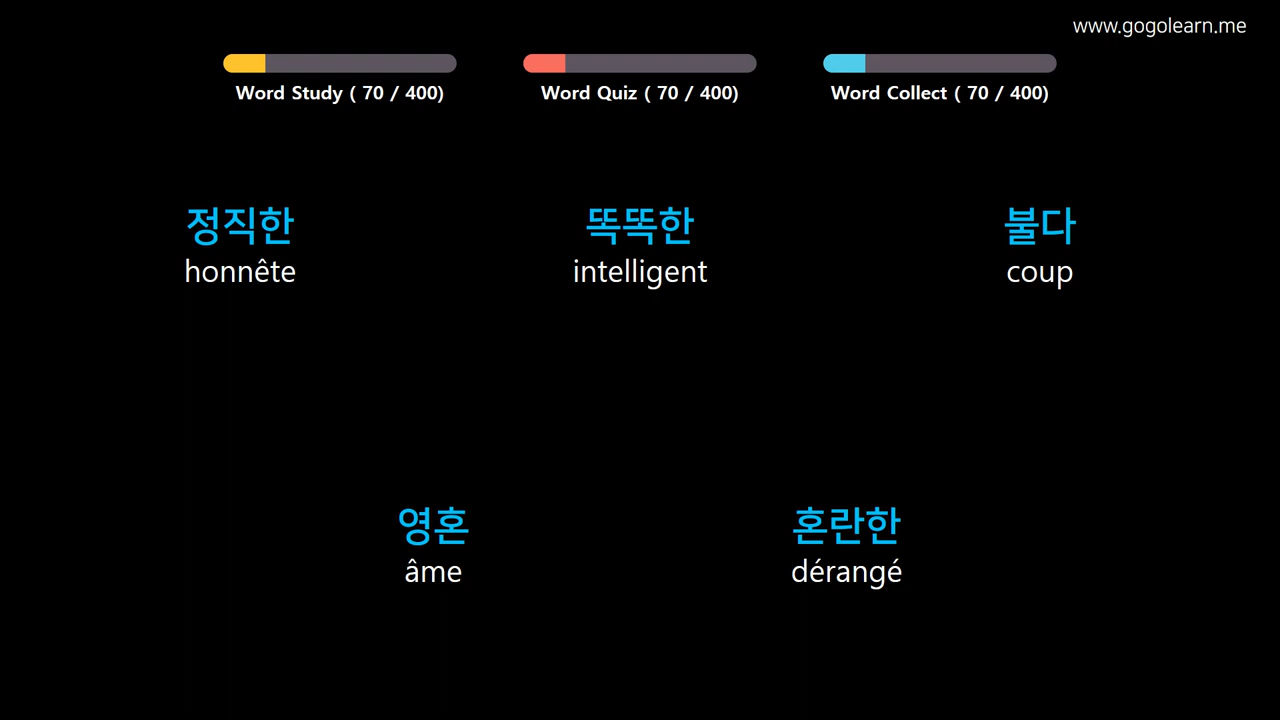 www.gogolearn.me
Word Study ( 70 / 400)
Word Quiz ( 70 / 400)
Word Collect ( 70 / 400)
정직한
honnête
똑똑한
intelligent
불다
coup
영혼
âme
혼란한
dérangé